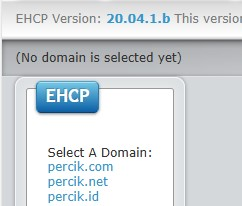 EHCP Version: 20.04.1.b This version
(No domain is selected yet)
EHCP
Select A Domain:
percik.com
percik.net
percik.id